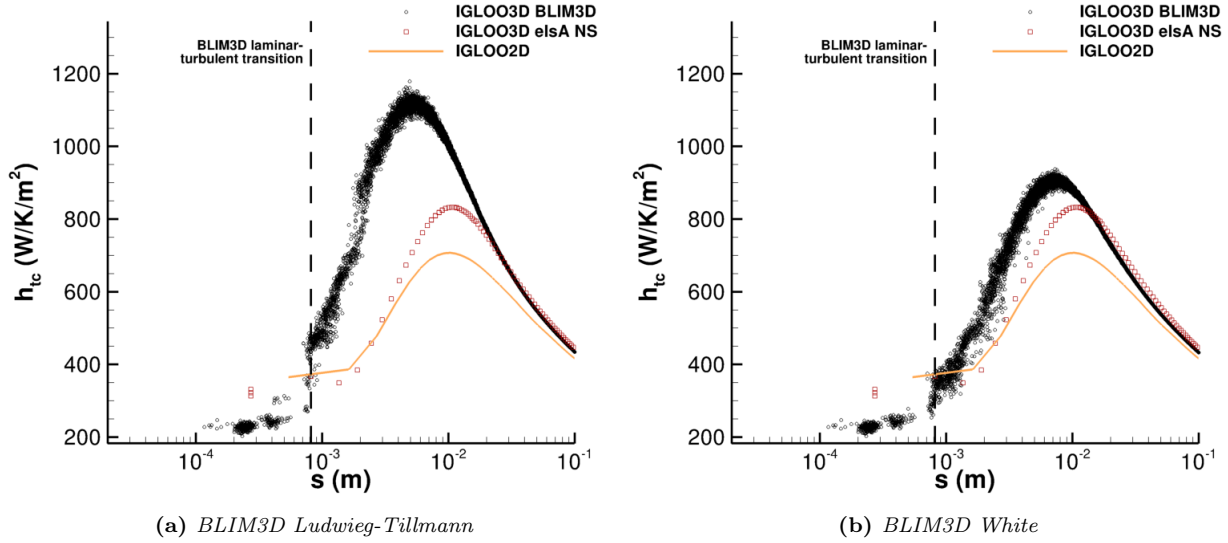 IGLOO3D BLIM3D
IGLOO3D elsA NS
IGLOO2D
BLIM3D laminar-
turbulent transition
1200
1000
800
600
400
200
h_tc (W/K/m²)
10⁻⁴
10⁻³
10⁻²
10⁻¹
s (m)
(a) BLIM3D Ludwieg-Tillmann
IGLOO3D BLIM3D
IGLOO3D elsA NS
IGLOO2D
BLIM3D laminar-
turbulent transition
1200
1000
800
600
400
200
h_tc (W/K/m²)
10⁻⁴
10⁻³
10⁻²
10⁻¹
s (m)
(b) BLIM3D White